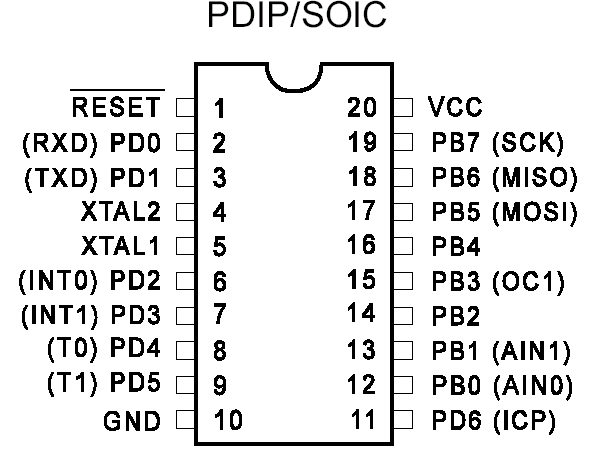 PDIP/SOIC
RESET 1 20 VCC
(RXD) PD0 2 19 PB7 (SCK)
(TXD) PD1 3 18 PB6 (MISO)
XTAL2 4 17 PB5 (MOSI)
XTAL1 5 16 PB4
(INT0) PD2 6 15 PB3 (OC1)
(INT1) PD3 7 14 PB2
(T0) PD4 8 13 PB1 (AIN1)
(T1) PD5 9 12 PB0 (AIN0)
GND 10 11 PD6 (ICP)